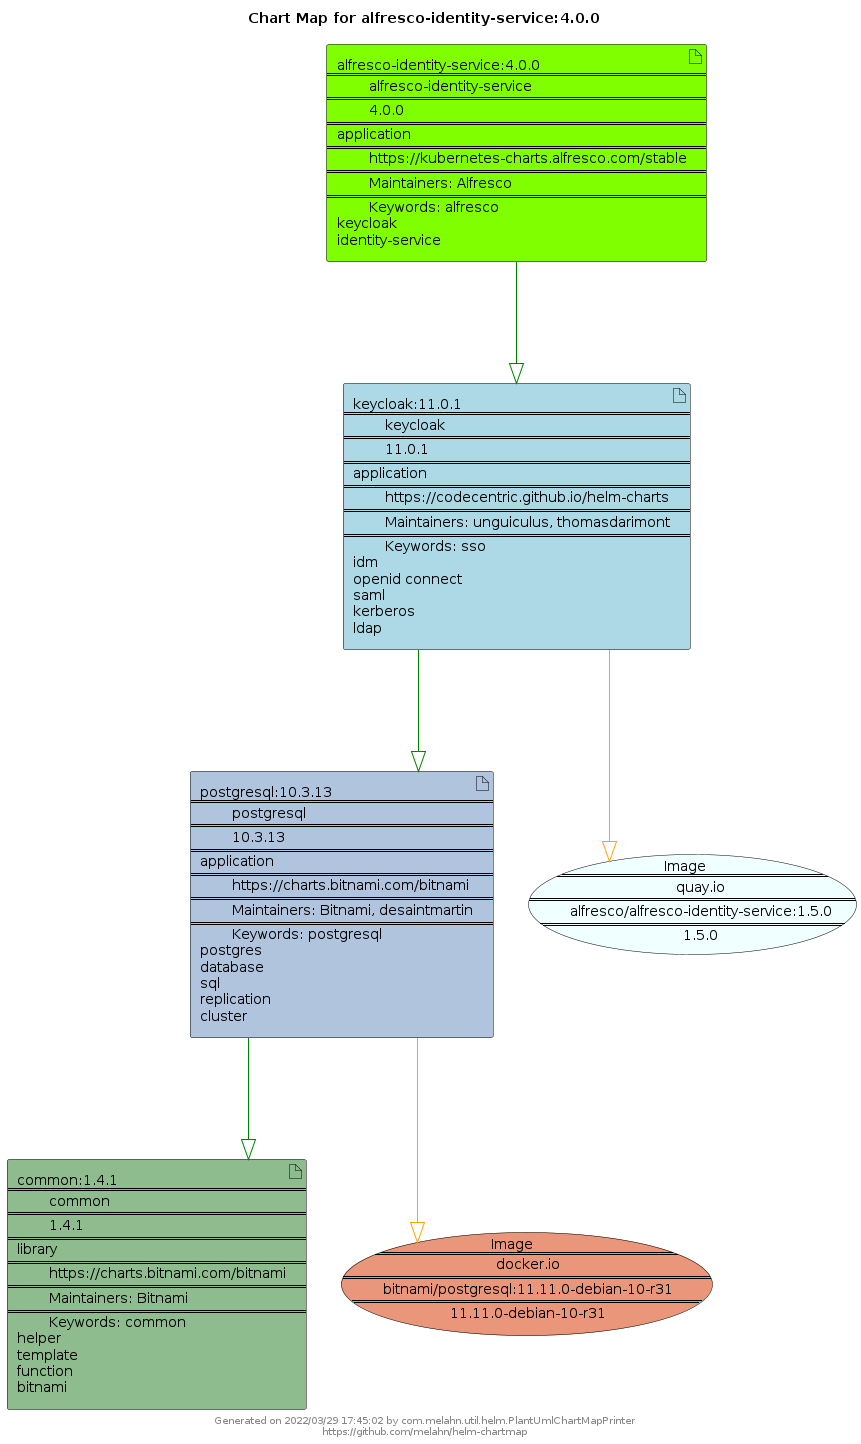 Chart Map for alfresco-identity-service:4.0.0
alfresco-identity-service:4.0.0
alfresco-identity-service
4.0.0
application
https://kubernetes-charts.alfresco.com/stable
Maintainers: Alfresco
Keywords: alfresco
keycloak
identity-service
keycloak:11.0.1
keycloak
11.0.1
application
https://codecentric.github.io/helm-charts
Maintainers: unguiculus, thomasdarimont
Keywords: sso
idm
openid connect
saml
kerberos
ldap
postgresql:10.3.13
postgresql
10.3.13
application
https://charts.bitnami.com/bitnami
Maintainers: Bitnami, desaintmartin
Keywords: postgresql
postgres
database
sql
replication
cluster
Image
quay.io
alfresco/alfresco-identity-service:1.5.0
1.5.0
common:1.4.1
common
1.4.1
library
https://charts.bitnami.com/bitnami
Maintainers: Bitnami
Keywords: common
helper
template
function
bitnami
Image
docker.io
bitnami/postgresql:11.11.0-debian-10-r31
11.11.0-debian-10-r31
Generated on 2022/03/29 17:45:02 by com.melahn.util.helm.PlantUmlChartMapPrinter
https://github.com/melahn/helm-chartmap